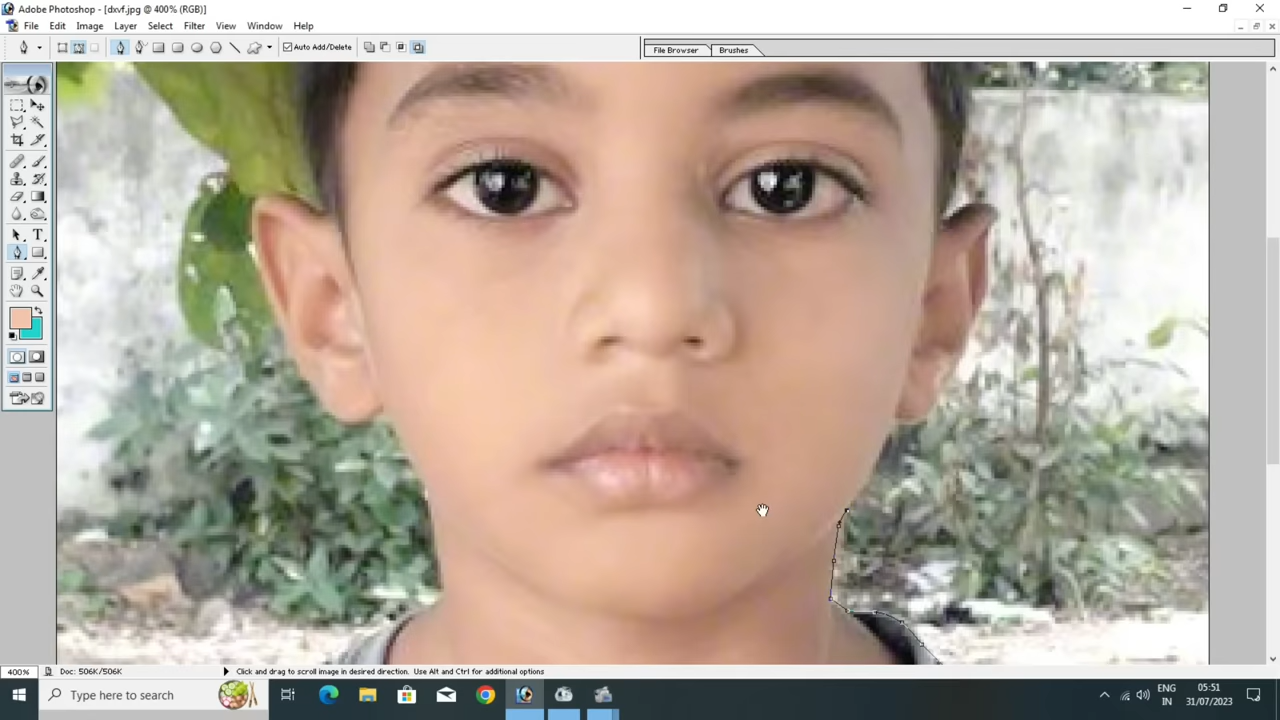 Adobe Photoshop - [dxvf.jpg @ 400% (RGB)]
File Edit Image Layer Select Filter View Window Help
Auto Add/Delete
File Browser Brushes
T
400% Doc: 506K/506K Click and drag to scroll image in desired direction. Use Alt and Ctrl for additional options
Type here to search
ENG
IN
05:51
31/07/2023